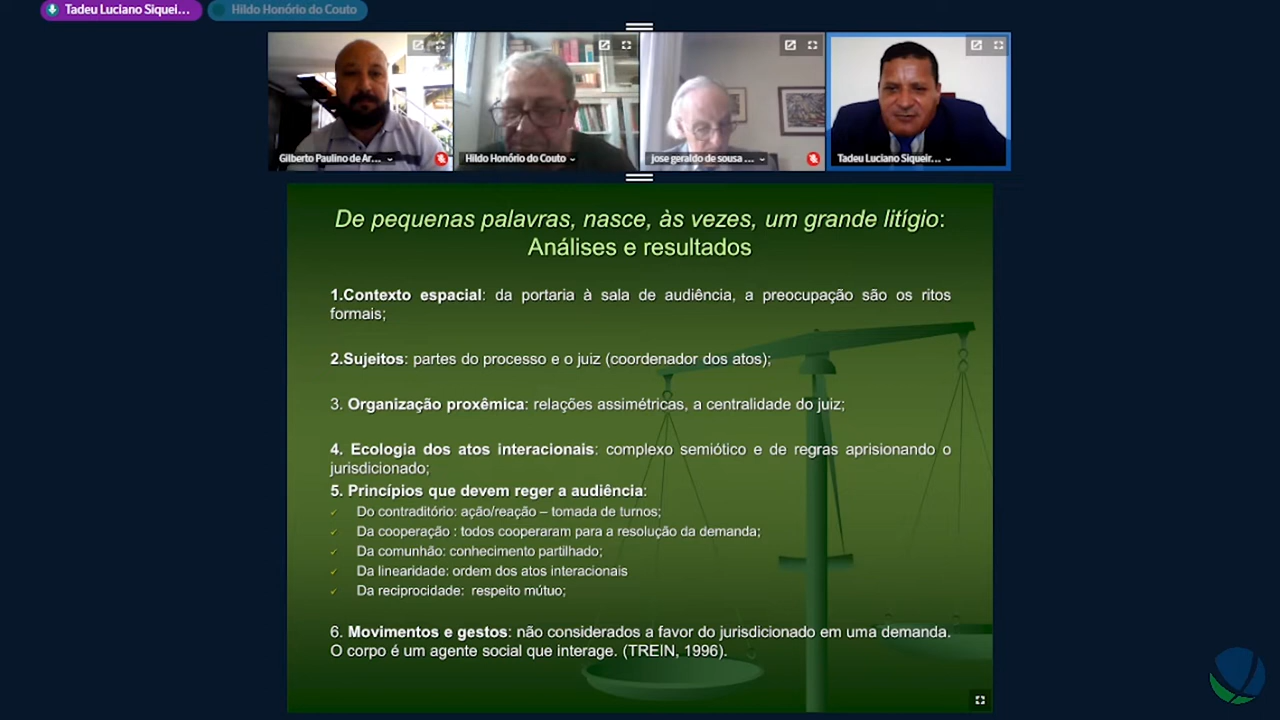 Tadeu Luciano Siquei...
Hildo Honório do Couto
Gilberto Paulino de Ar...
Hildo Honório do Couto
jose geraldo de sousa ...
Tadeu Luciano Siqueir...
De pequenas palavras, nasce, às vezes, um grande litígio:
Análises e resultados
1.Contexto espacial: da portaria à sala de audiência, a preocupação são os ritos
formais;
2.Sujeitos: partes do processo e o juiz (coordenador dos atos);
3. Organização proxêmica: relações assimétricas, a centralidade do juiz;
4. Ecologia dos atos interacionais: complexo semiótico e de regras aprisionando o
jurisdicionado;
5. Princípios que devem reger a audiência:
✓ Do contraditório: ação/reação – tomada de turnos;
✓ Da cooperação : todos cooperaram para a resolução da demanda;
✓ Da comunhão: conhecimento partilhado;
✓ Da linearidade: ordem dos atos interacionais
✓ Da reciprocidade: respeito mútuo;
6. Movimentos e gestos: não considerados a favor do jurisdicionado em uma demanda.
O corpo é um agente social que interage. (TREIN, 1996).